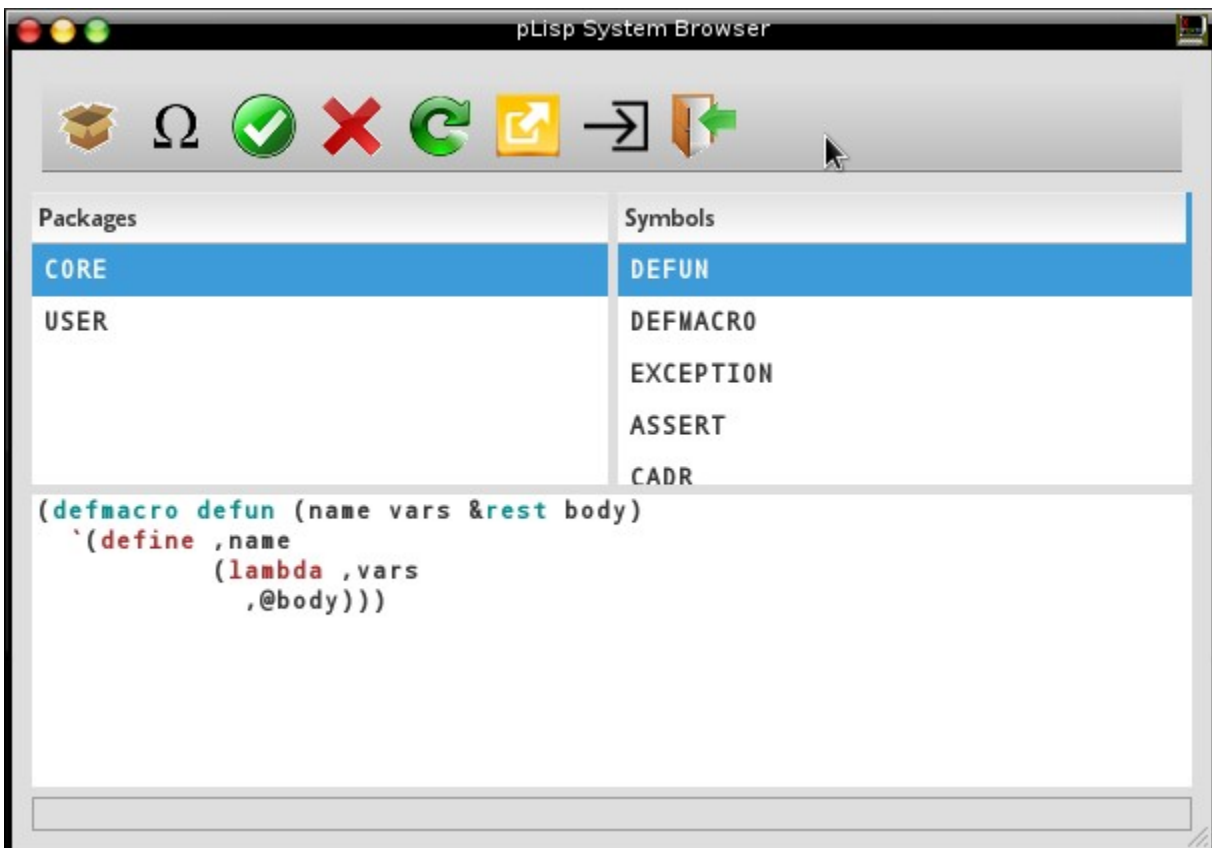 pLisp System Browser
Ω
Packages
Symbols
CORE
DEFUN
USER
DEFMACRO
EXCEPTION
ASSERT
CADR
(defmacro defun (name vars &rest body)
  `(define ,name
           (lambda ,vars
             ,@body)))